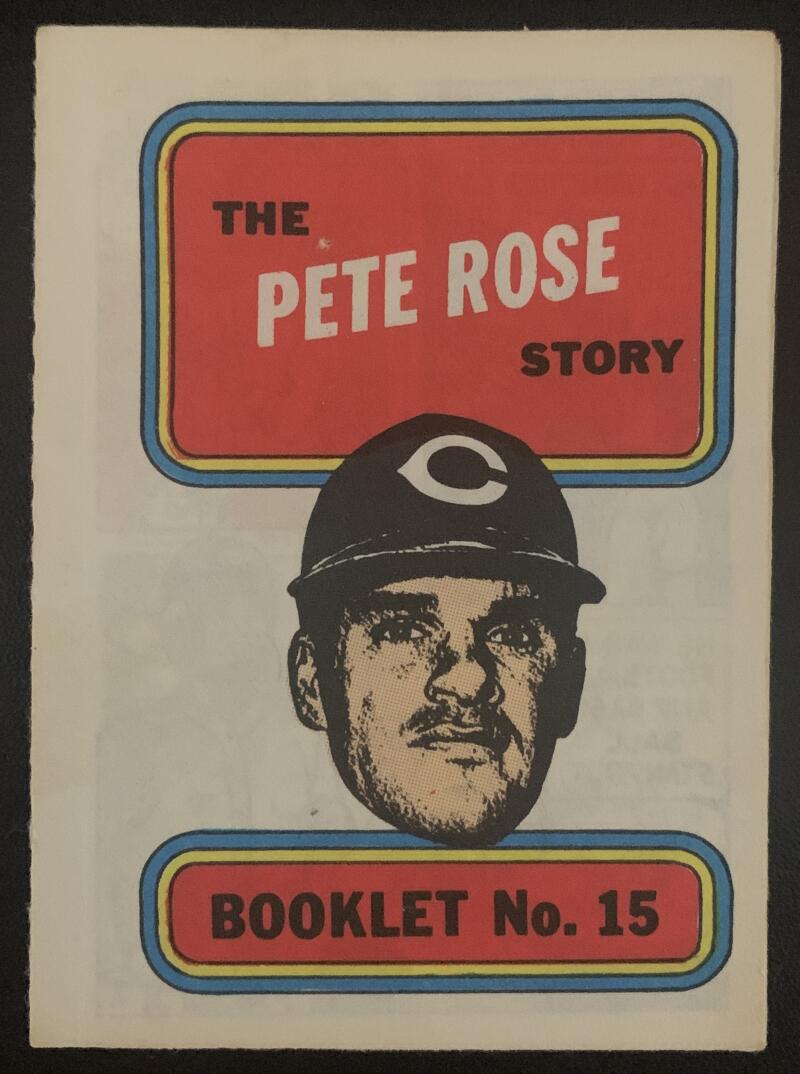 THE
PETE ROSE
STORY
C
BOOKLET No. 15